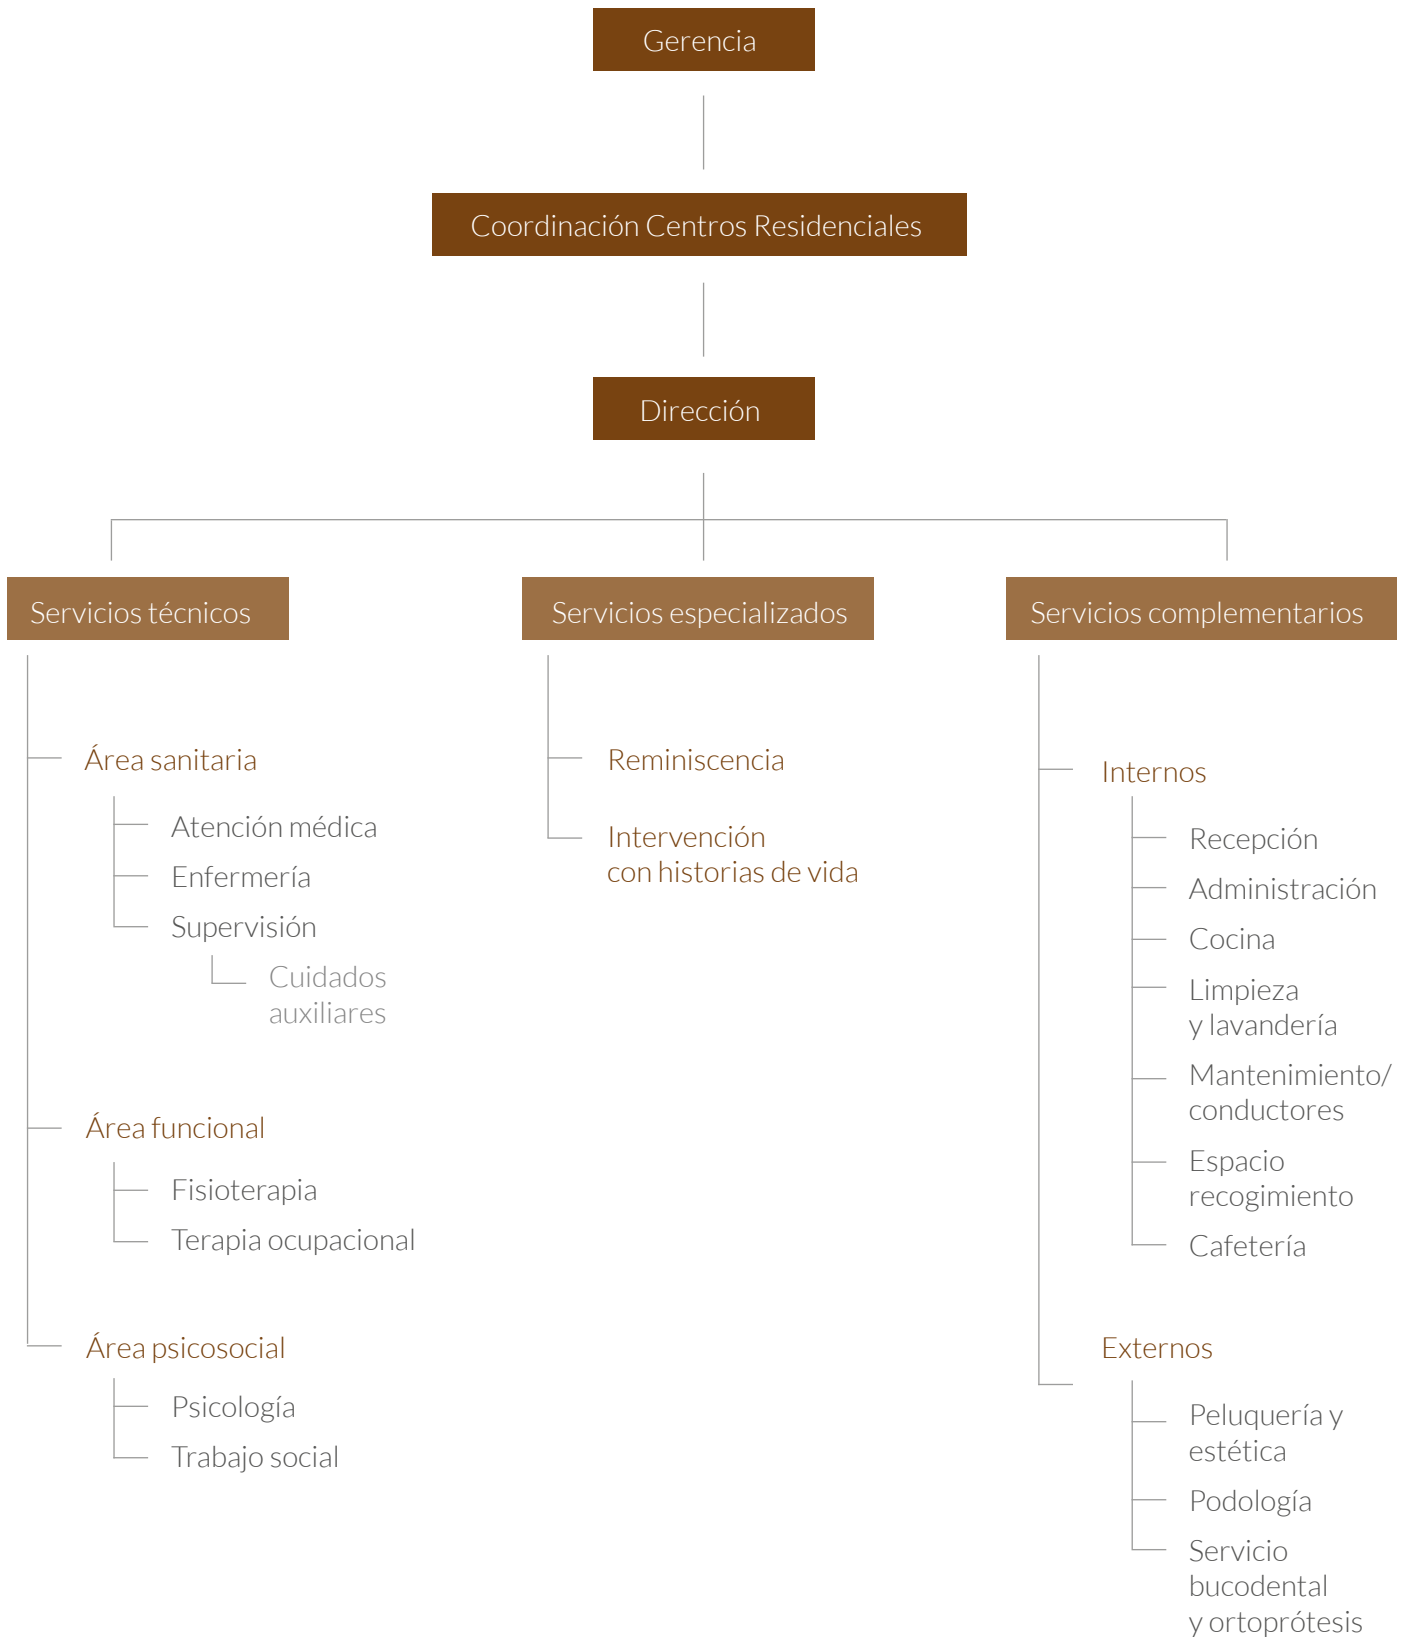 Gerencia
Coordinación Centros Residenciales
Dirección
Servicios técnicos
Área sanitaria
Atención médica
Enfermería
Supervisión
Cuidados
auxiliares
Área funcional
Fisioterapia
Terapia ocupacional
Área psicosocial
Psicología
Trabajo social
Servicios especializados
Reminiscencia
Intervención
con historias de vida
Servicios complementarios
Internos
Recepción
Administración
Cocina
Limpieza
y lavandería
Mantenimiento/
conductores
Espacio
recogimiento
Cafetería
Externos
Peluquería y
estética
Podología
Servicio
bucodental
y ortoprótesis